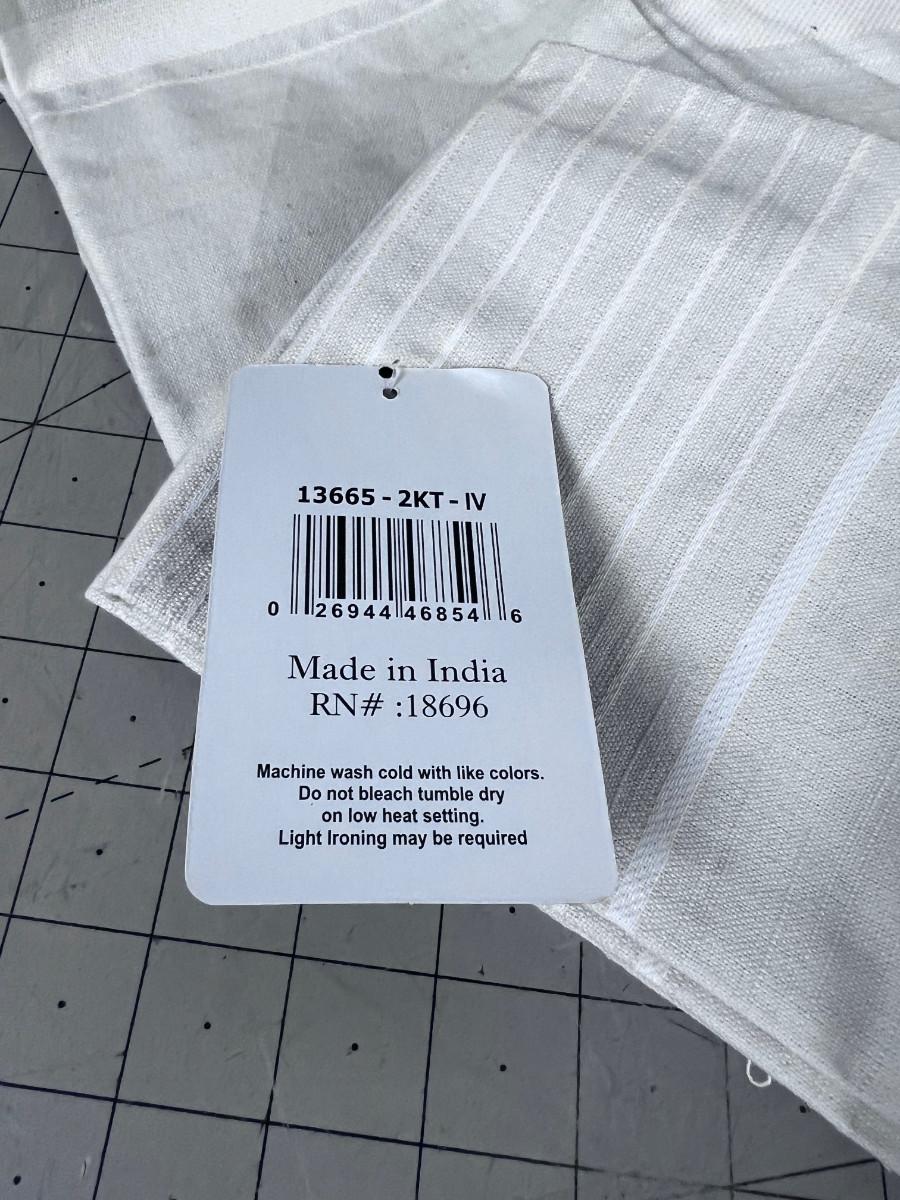 13665 - 2KT - IV
0 26944 46854 6
Made in India
RN# :18696
Machine wash cold with like colors.
Do not bleach tumble dry
on low heat setting.
Light Ironing may be required